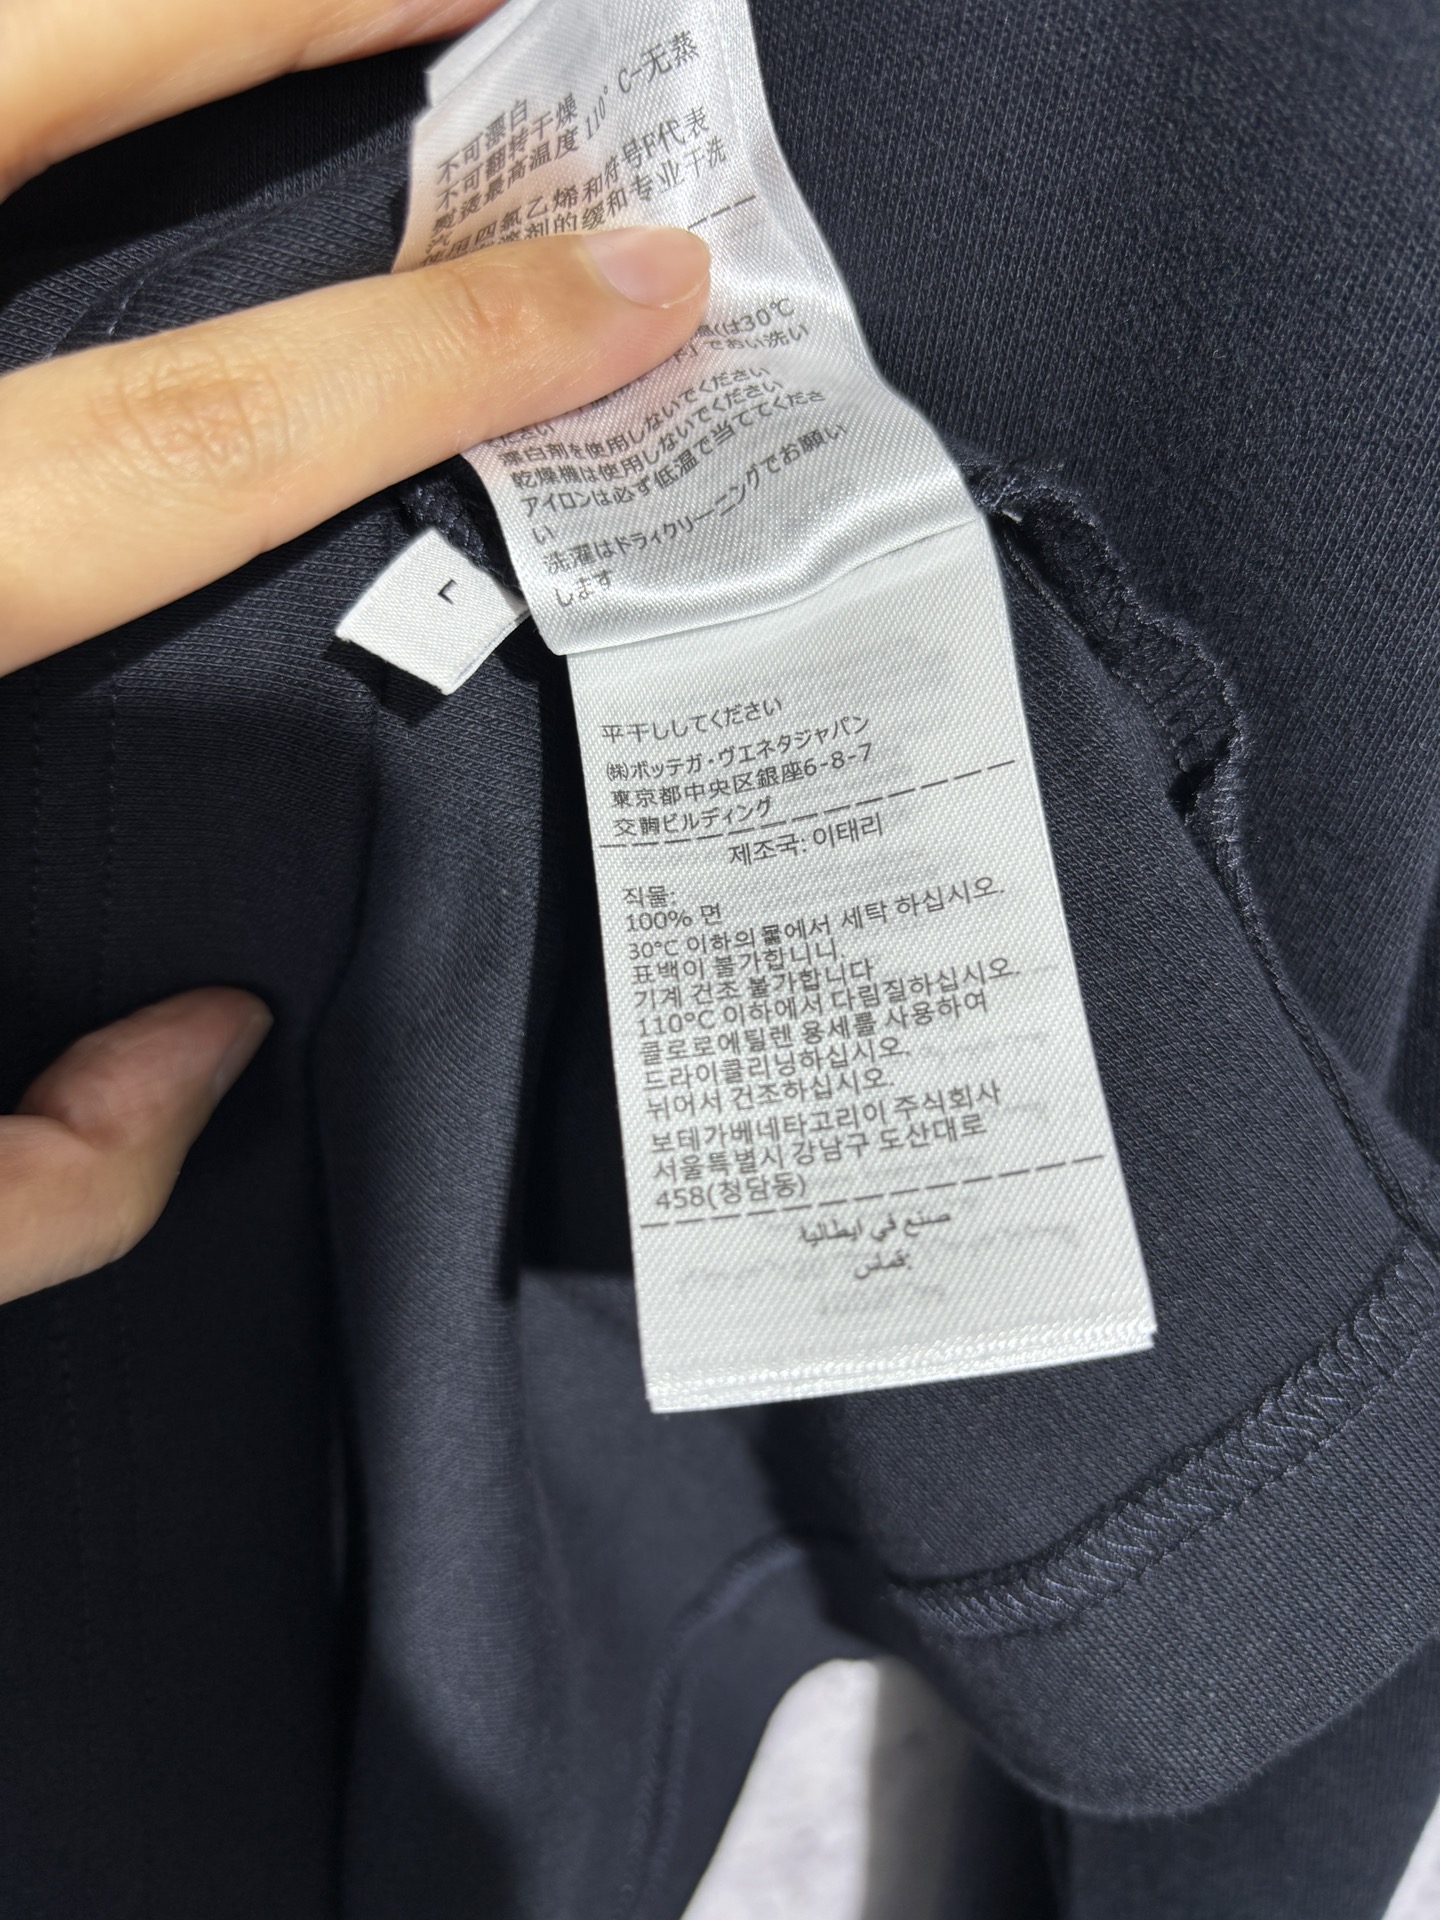 不可漂白
不可翻转干燥
熨烫最高温度 110°C-无蒸
汽
使用四氯乙烯和符号F代表
溶剂的缓和专业干洗
は30℃
でお洗い
ください
漂白剤を使用しないでください
乾燥機は使用しないでください
アイロンは必ず低温で当ててくださ
い
洗濯はドライクリーニングでお願い
します
L
平干ししてください
㈱ボッテガ・ヴェネタジャパン
東京都中央区銀座6-8-7
交詢ビルディング
제조국: 이태리
직물:
100% 면
30°C 이하의 물에서 세탁 하십시오.
표백이 불가합니니.
기계 건조 불가합니다
110°C 이하에서 다림질하십시오.
클로로에틸렌 용세를 사용하여
드라이클리닝하십시오.
뉘어서 건조하십시오.
보테가베네타코리아 주식회사
서울특별시 강남구 도산대로
458(청담동)
صنع في ايطاليا
قماش: